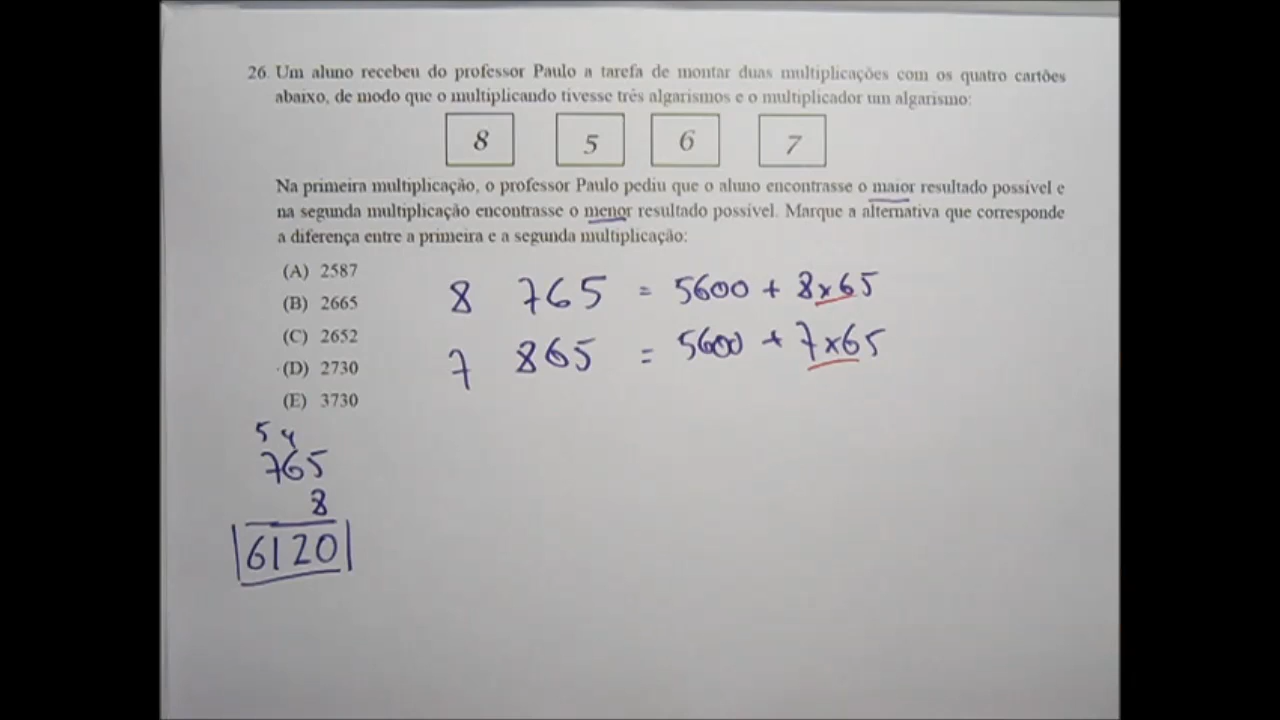 26. Um aluno recebeu do professor Paulo a tarefa de montar duas multiplicações com os quatro cartões
abaixo, de modo que o multiplicando tivesse três algarismos e o multiplicador um algarismo:
8 5 6 7
Na primeira multiplicação, o professor Paulo pediu que o aluno encontrasse o maior resultado possível e
na segunda multiplicação encontrasse o menor resultado possível. Marque a alternativa que corresponde
a diferença entre a primeira e a segunda multiplicação:
(A) 2587
(B) 2665
(C) 2652
(D) 2730
(E) 3730
8 765 = 5600 + 8x65
7 865 = 5600 + 7x65
5 4
765
8
6120